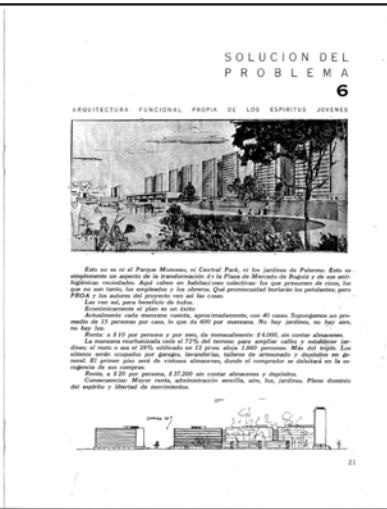 SOLUCION DEL
PROBLEMA
6
ARQUITECTURA FUNCIONAL PROPIA DE LOS ESPIRITUS JOVENES
Esto no es ni el Parque Monceau, ni Central Park, ni los jardines de Palermo. Esto es
simplemente un aspecto de la transformación de la Plaza de Mercado de Bogotá y de sus anti-
higiénicas vecindades. Aquí caben en habitaciones colectivas: los que presumen de ricos, los
que no son tanto, los empleados y los obreros. Qué promiscuidad burlarán los petulantes; pero
PROA y los autores del proyecto ven así las cosas.
Las ven así, para beneficio de todos.
Económicamente el plan es un éxito:
Actualmente cada manzana cuenta, aproximadamente, con 40 casas. Supongamos un pro-
medio de 15 personas por casa, lo que da 600 por manzana. No hay jardines, no hay aire,
no hay luz.
Renta: a $ 10 por persona y por mes, da mensualmente: $ 6.000, sin contar almacenes.
La manzana reurbanizada cede el 72% del terreno para ampliar calles y establecer jar-
dines; el resto o sea el 28% edificado en 12 pisos aloja 1.860 personas. Más del triple. Los
sótanos serán ocupados por garajes, lavanderías, talleres de artesonado y depósitos en ge-
neral. El primer piso será de vistosos almacenes, donde el comprador se deleitará en la es-
cogencia de sus compras.
Renta, a $ 20 por persona, $ 37.200 sin contar almacenes y depósitos.
Consecuencias: Mayor renta, administración sencilla, aire, luz, jardines. Pleno dominio
del espíritu y libertad de movimientos.
21